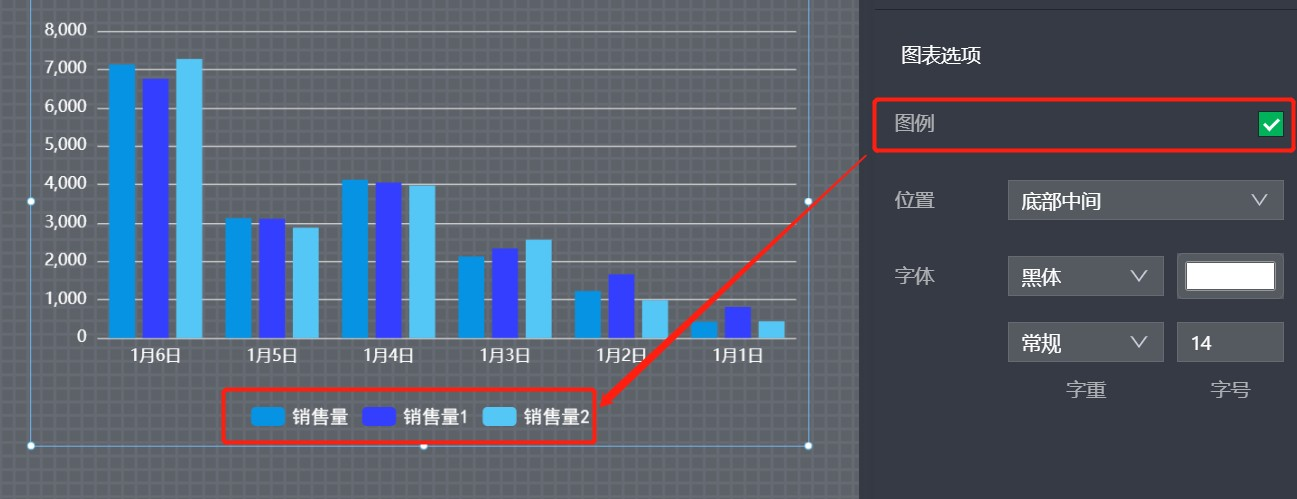 8,000
7,000
6,000
5,000
4,000
3,000
2,000
1,000
0
1月6日 1月5日 1月4日 1月3日 1月2日 1月1日
销售量 销售量1 销售量2
图表选项
图例
位置 底部中间
字体 黑体
常规 14
字重 字号